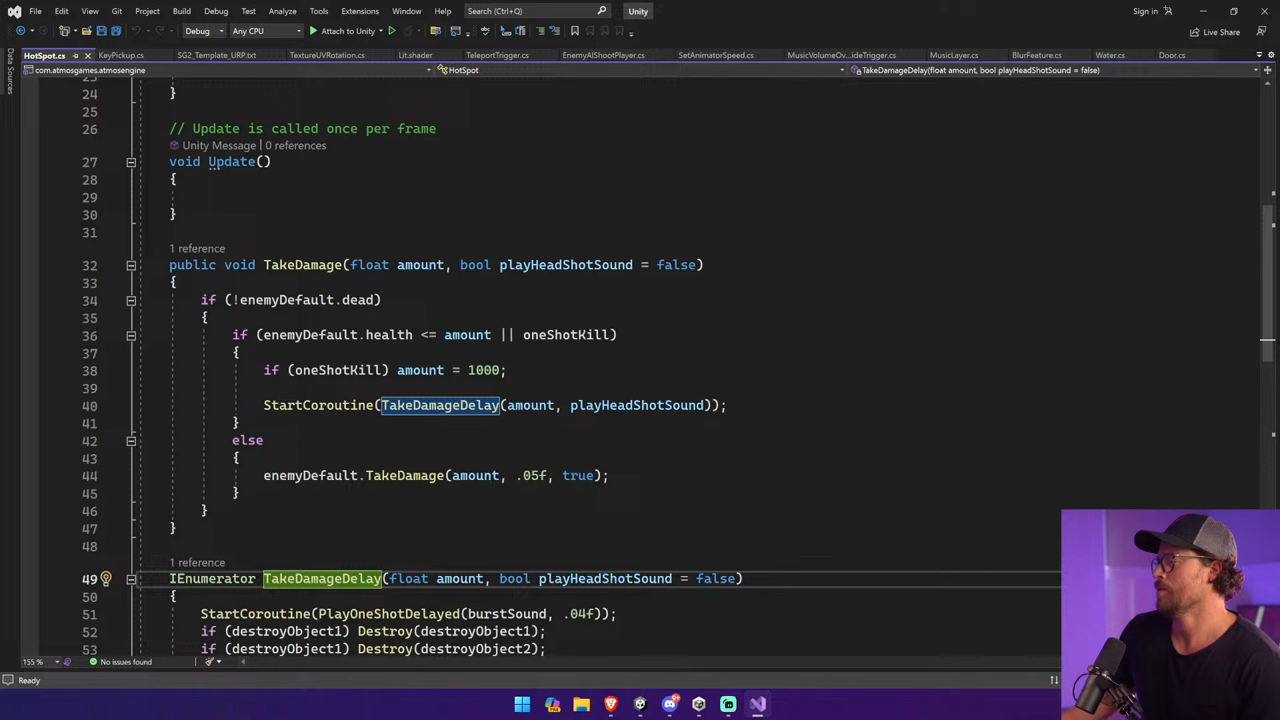 File Edit View Git Project Build Debug Test Analyze Tools Extensions Window Help Search (Ctrl+Q) Unity Sign in
Debug Any CPU Attach to Unity Live Share
HotSpot.cs KeyPickup.cs SG2_Template_URP.txt TextureUVRotation.cs Lit.shader TeleportTrigger.cs EnemyAIShootPlayer.cs SetAnimatorSpeed.cs MusicVolumeOv...ideTrigger.cs MusicLayer.cs BlurFeature.cs Water.cs Door.cs
com.atmosgames.atmosengine HotSpot TakeDamageDelay(float amount, bool playHeadShotSound = false)
Data Sources
24 }
25
26 // Update is called once per frame
Unity Message | 0 references
27 void Update()
28 {
29
30 }
31
1 reference
32 public void TakeDamage(float amount, bool playHeadShotSound = false)
33 {
34 if (!enemyDefault.dead)
35 {
36 if (enemyDefault.health <= amount || oneShotKill)
37 {
38 if (oneShotKill) amount = 1000;
39
40 StartCoroutine(TakeDamageDelay(amount, playHeadShotSound));
41 }
42 else
43 {
44 enemyDefault.TakeDamage(amount, .05f, true);
45 }
46 }
47 }
48
1 reference
49 IEnumerator TakeDamageDelay(float amount, bool playHeadShotSound = false)
50 {
51 StartCoroutine(PlayOneShotDelayed(burstSound, .04f));
52 if (destroyObject1) Destroy(destroyObject1);
53 if (destroyObject1) Destroy(destroyObject2);
155 % No issues found
Ready